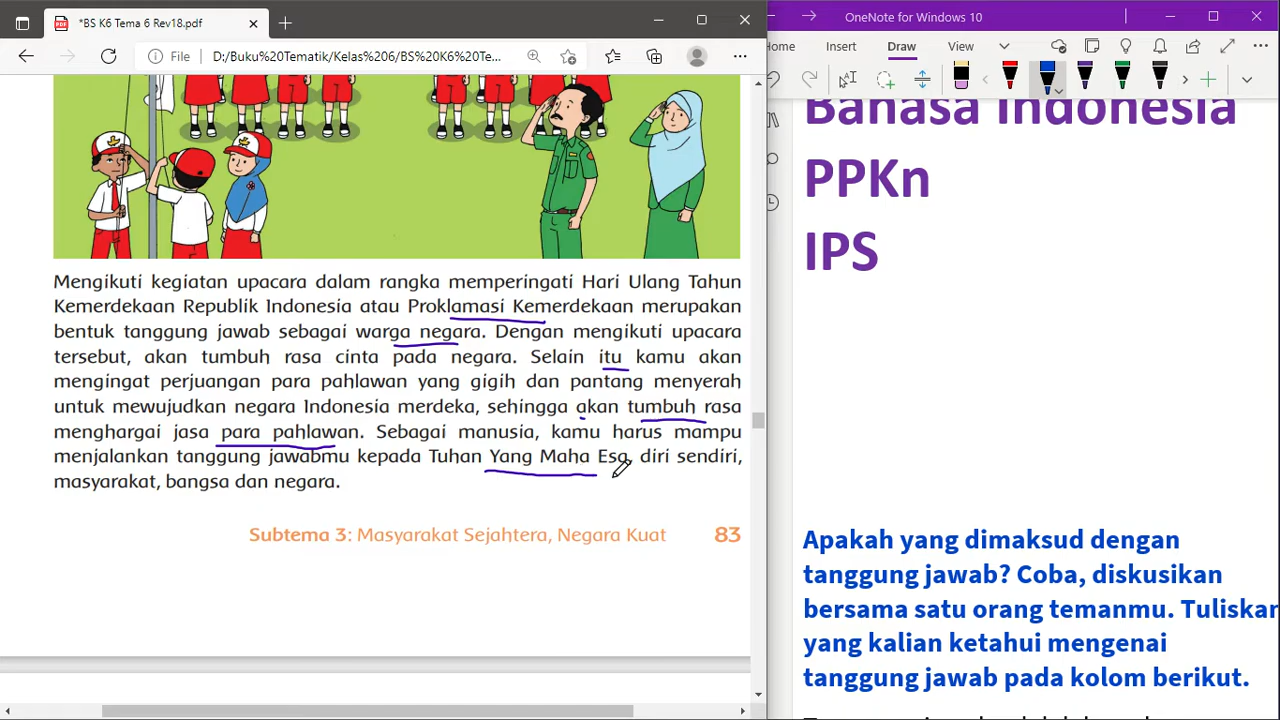 *BS K6 Tema 6 Rev18.pdf
OneNote for Windows 10
File
D:/Buku%20Tematik/Kelas%206/BS%20K6%20Te...
Home
Insert
Draw
View
Bahasa Indonesia
PPKn
IPS
Mengikuti kegiatan upacara dalam rangka memperingati Hari Ulang Tahun
Kemerdekaan Republik Indonesia atau Proklamasi Kemerdekaan merupakan
bentuk tanggung jawab sebagai warga negara. Dengan mengikuti upacara
tersebut, akan tumbuh rasa cinta pada negara. Selain itu kamu akan
mengingat perjuangan para pahlawan yang gigih dan pantang menyerah
untuk mewujudkan negara Indonesia merdeka, sehingga akan tumbuh rasa
menghargai jasa para pahlawan. Sebagai manusia, kamu harus mampu
menjalankan tanggung jawabmu kepada Tuhan Yang Maha Esa, diri sendiri,
masyarakat, bangsa dan negara.
Subtema 3: Masyarakat Sejahtera, Negara Kuat 83
Apakah yang dimaksud dengan
tanggung jawab? Coba, diskusikan
bersama satu orang temanmu. Tuliskan
yang kalian ketahui mengenai
tanggung jawab pada kolom berikut.